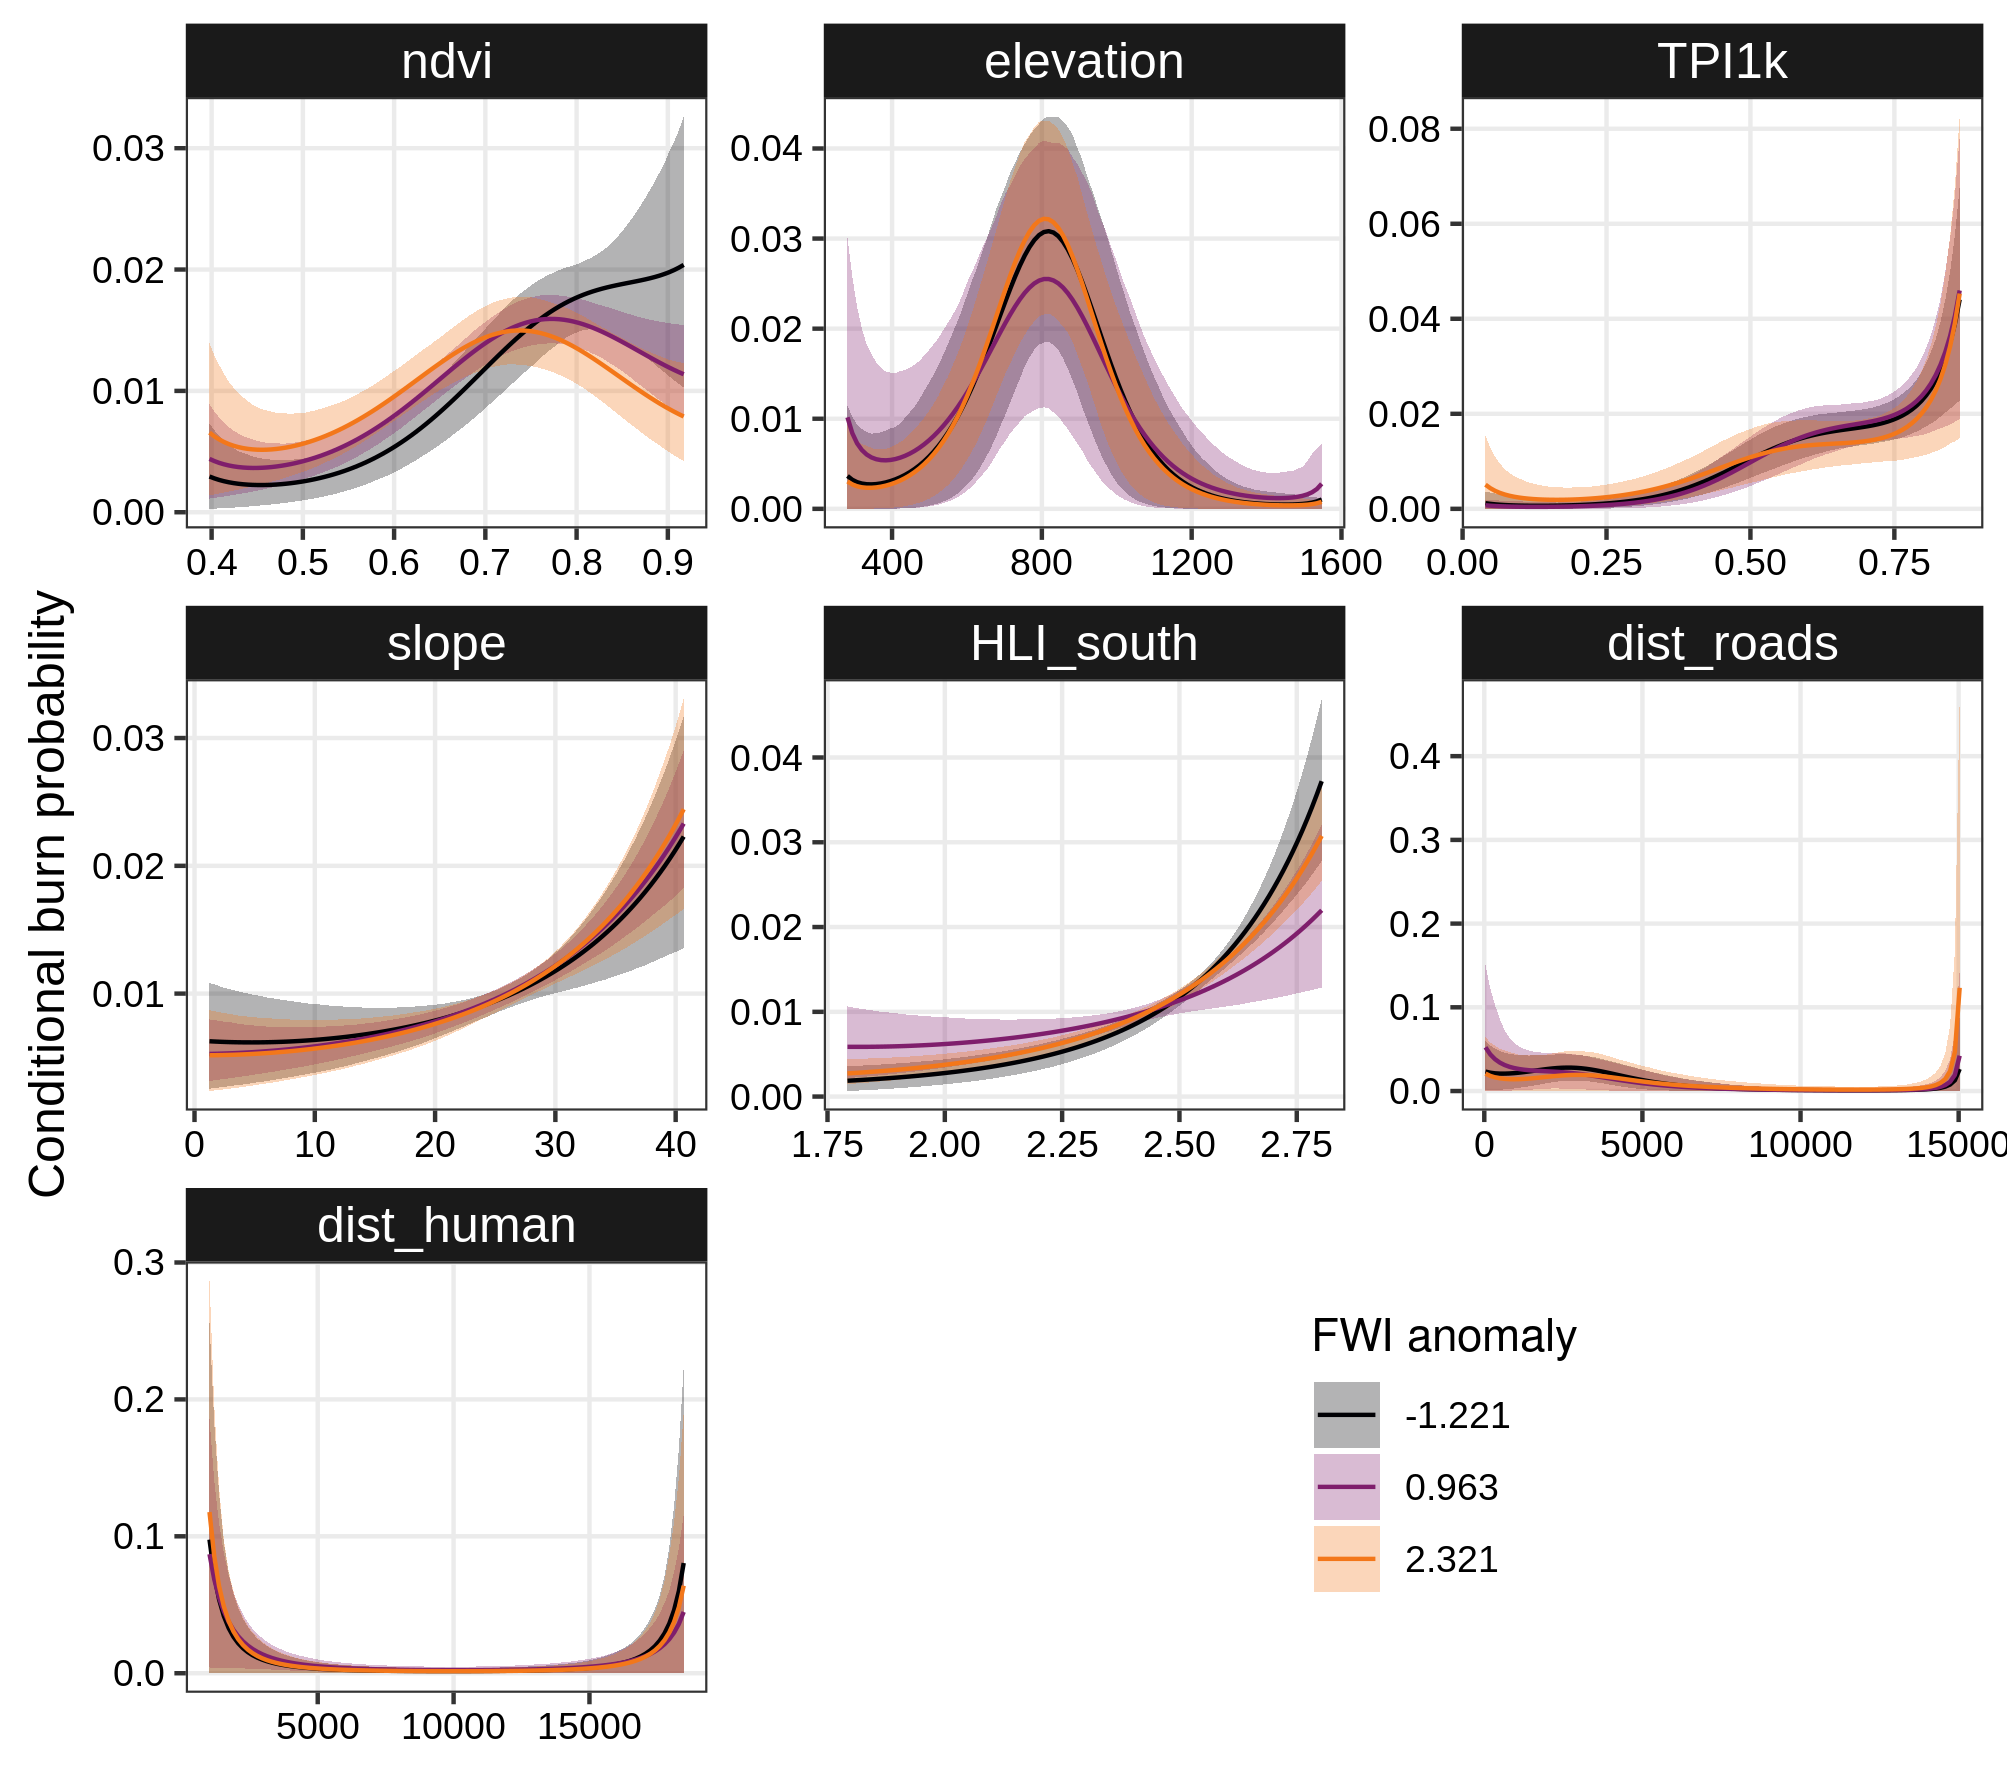 ndvi elevation TPI1k
0.03 0.04 0.08
0.03 0.06
0.02 0.02 0.04
0.01 0.01 0.02
0.00 0.00 0.00
0.4 0.5 0.6 0.7 0.8 0.9 400 800 1200 1600 0.00 0.25 0.50 0.75
Conditional burn probability
slope HLI_south dist_roads
0.03 0.04 0.4
0.03 0.3
0.02 0.02 0.2
0.01 0.01 0.1
0.00 0.0
0 10 20 30 40 1.75 2.00 2.25 2.50 2.75 0 5000 10000 15000
dist_human
0.3
0.2
0.1
0.0
5000 10000 15000
FWI anomaly
-1.221
0.963
2.321